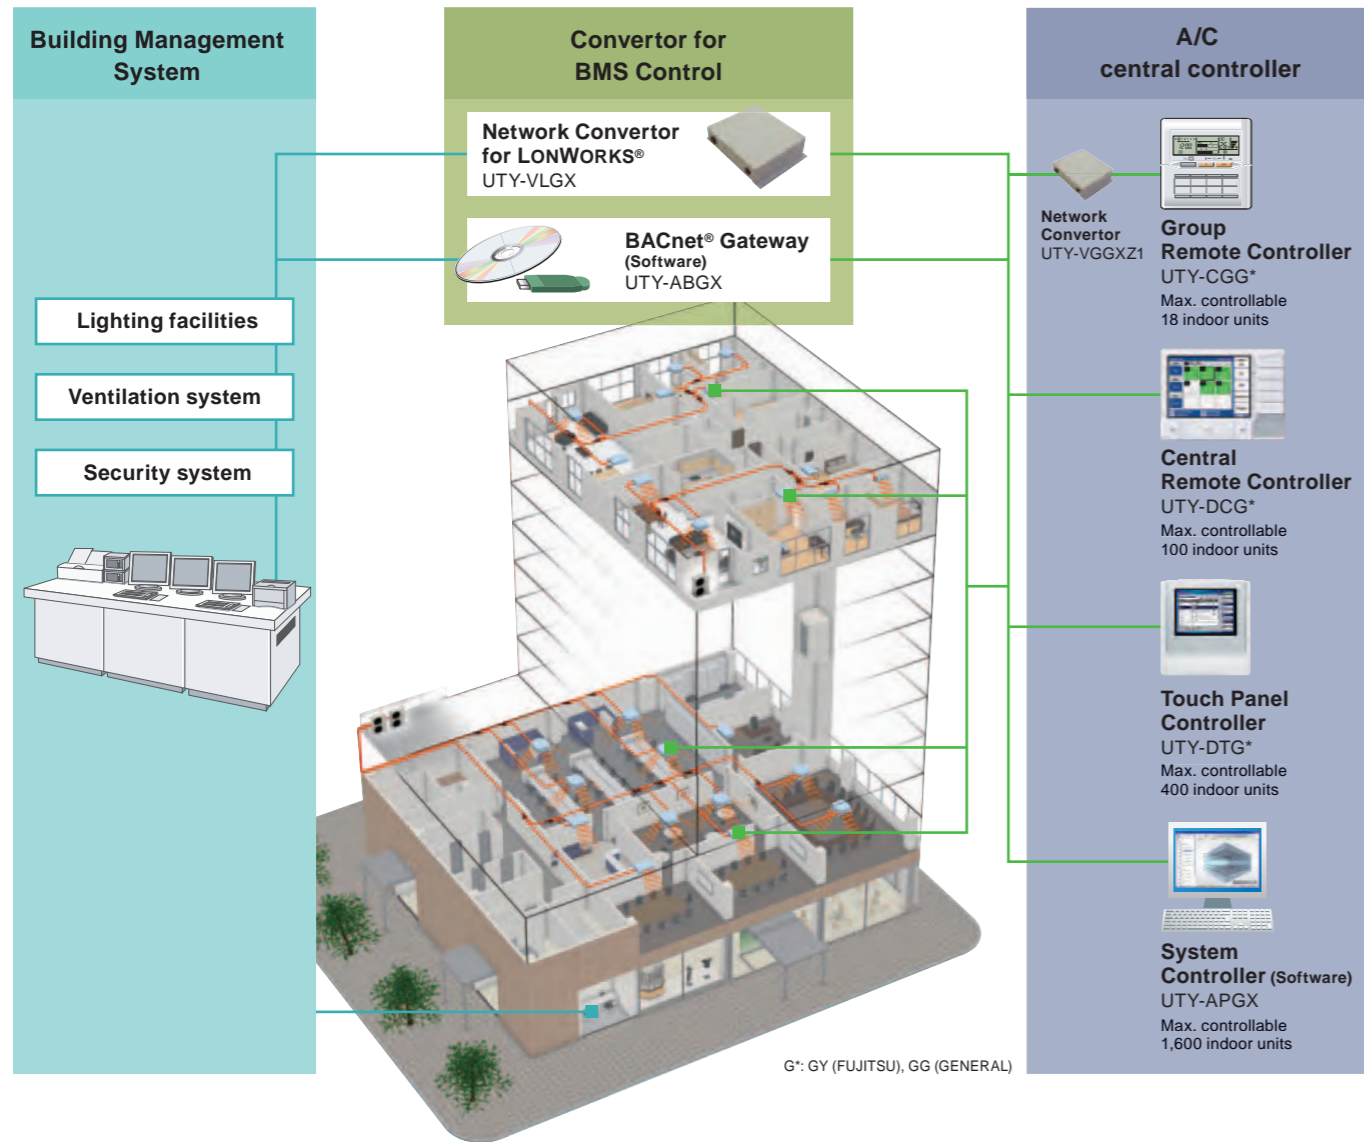 Building Management
System
Lighting facilities
Ventilation system
Security system
Convertor for
BMS Control
Network Convertor
for LONWORKS®
UTY-VLGX
BACnet® Gateway
(Software)
UTY-ABGX
A/C
central controller
Network
Convertor
UTY-VGGXZ1
Group
Remote Controller
UTY-CGG*
Max. controllable
18 indoor units
Central
Remote Controller
UTY-DCG*
Max. controllable
100 indoor units
Touch Panel
Controller
UTY-DTG*
Max. controllable
400 indoor units
System
Controller (Software)
UTY-APGX
Max. controllable
1,600 indoor units
G*: GY (FUJITSU), GG (GENERAL)